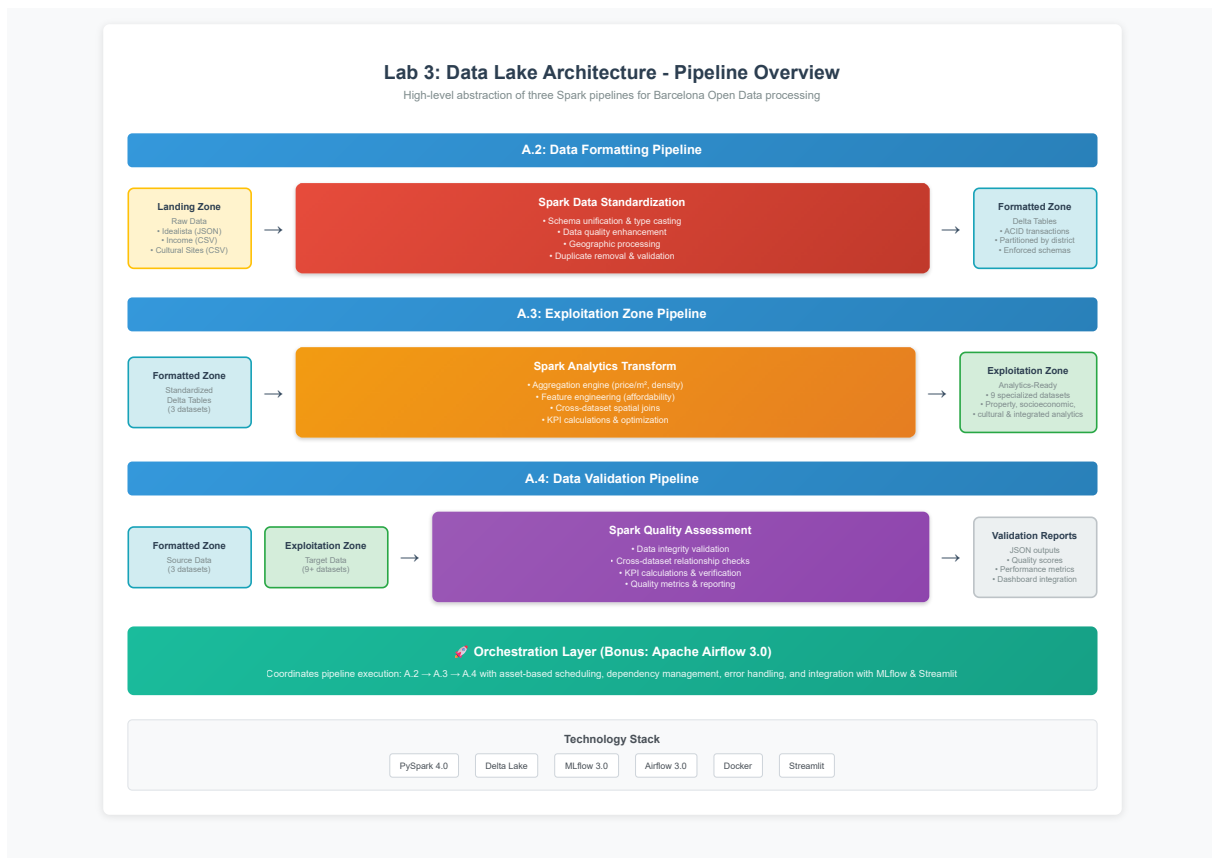 Lab 3: Data Lake Architecture - Pipeline Overview
High-level abstraction of three Spark pipelines for Barcelona Open Data processing
A.2: Data Formatting Pipeline
Landing Zone
Raw Data
• Idealista (JSON)
• Income (CSV)
• Cultural Sites (CSV)
→
Spark Data Standardization
• Schema unification & type casting
• Data quality enhancement
• Geographic processing
• Duplicate removal & validation
→
Formatted Zone
Delta Tables
• ACID transactions
• Partitioned by district
• Enforced schemas
A.3: Exploitation Zone Pipeline
Formatted Zone
Standardized
Delta Tables
(3 datasets)
→
Spark Analytics Transform
• Aggregation engine (price/m², density)
• Feature engineering (affordability)
• Cross-dataset spatial joins
• KPI calculations & optimization
→
Exploitation Zone
Analytics-Ready
• 9 specialized datasets
• Property, socioeconomic,
• cultural & integrated analytics
A.4: Data Validation Pipeline
Formatted Zone
Source Data
(3 datasets)
Exploitation Zone
Target Data
(9+ datasets)
→
Spark Quality Assessment
• Data integrity validation
• Cross-dataset relationship checks
• KPI calculations & verification
• Quality metrics & reporting
→
Validation Reports
JSON outputs
• Quality scores
• Performance metrics
• Dashboard integration
🚀 Orchestration Layer (Bonus: Apache Airflow 3.0)
Coordinates pipeline execution: A.2 → A.3 → A.4 with asset-based scheduling, dependency management, error handling, and integration with MLflow & Streamlit
Technology Stack
PySpark 4.0
Delta Lake
MLflow 3.0
Airflow 3.0
Docker
Streamlit